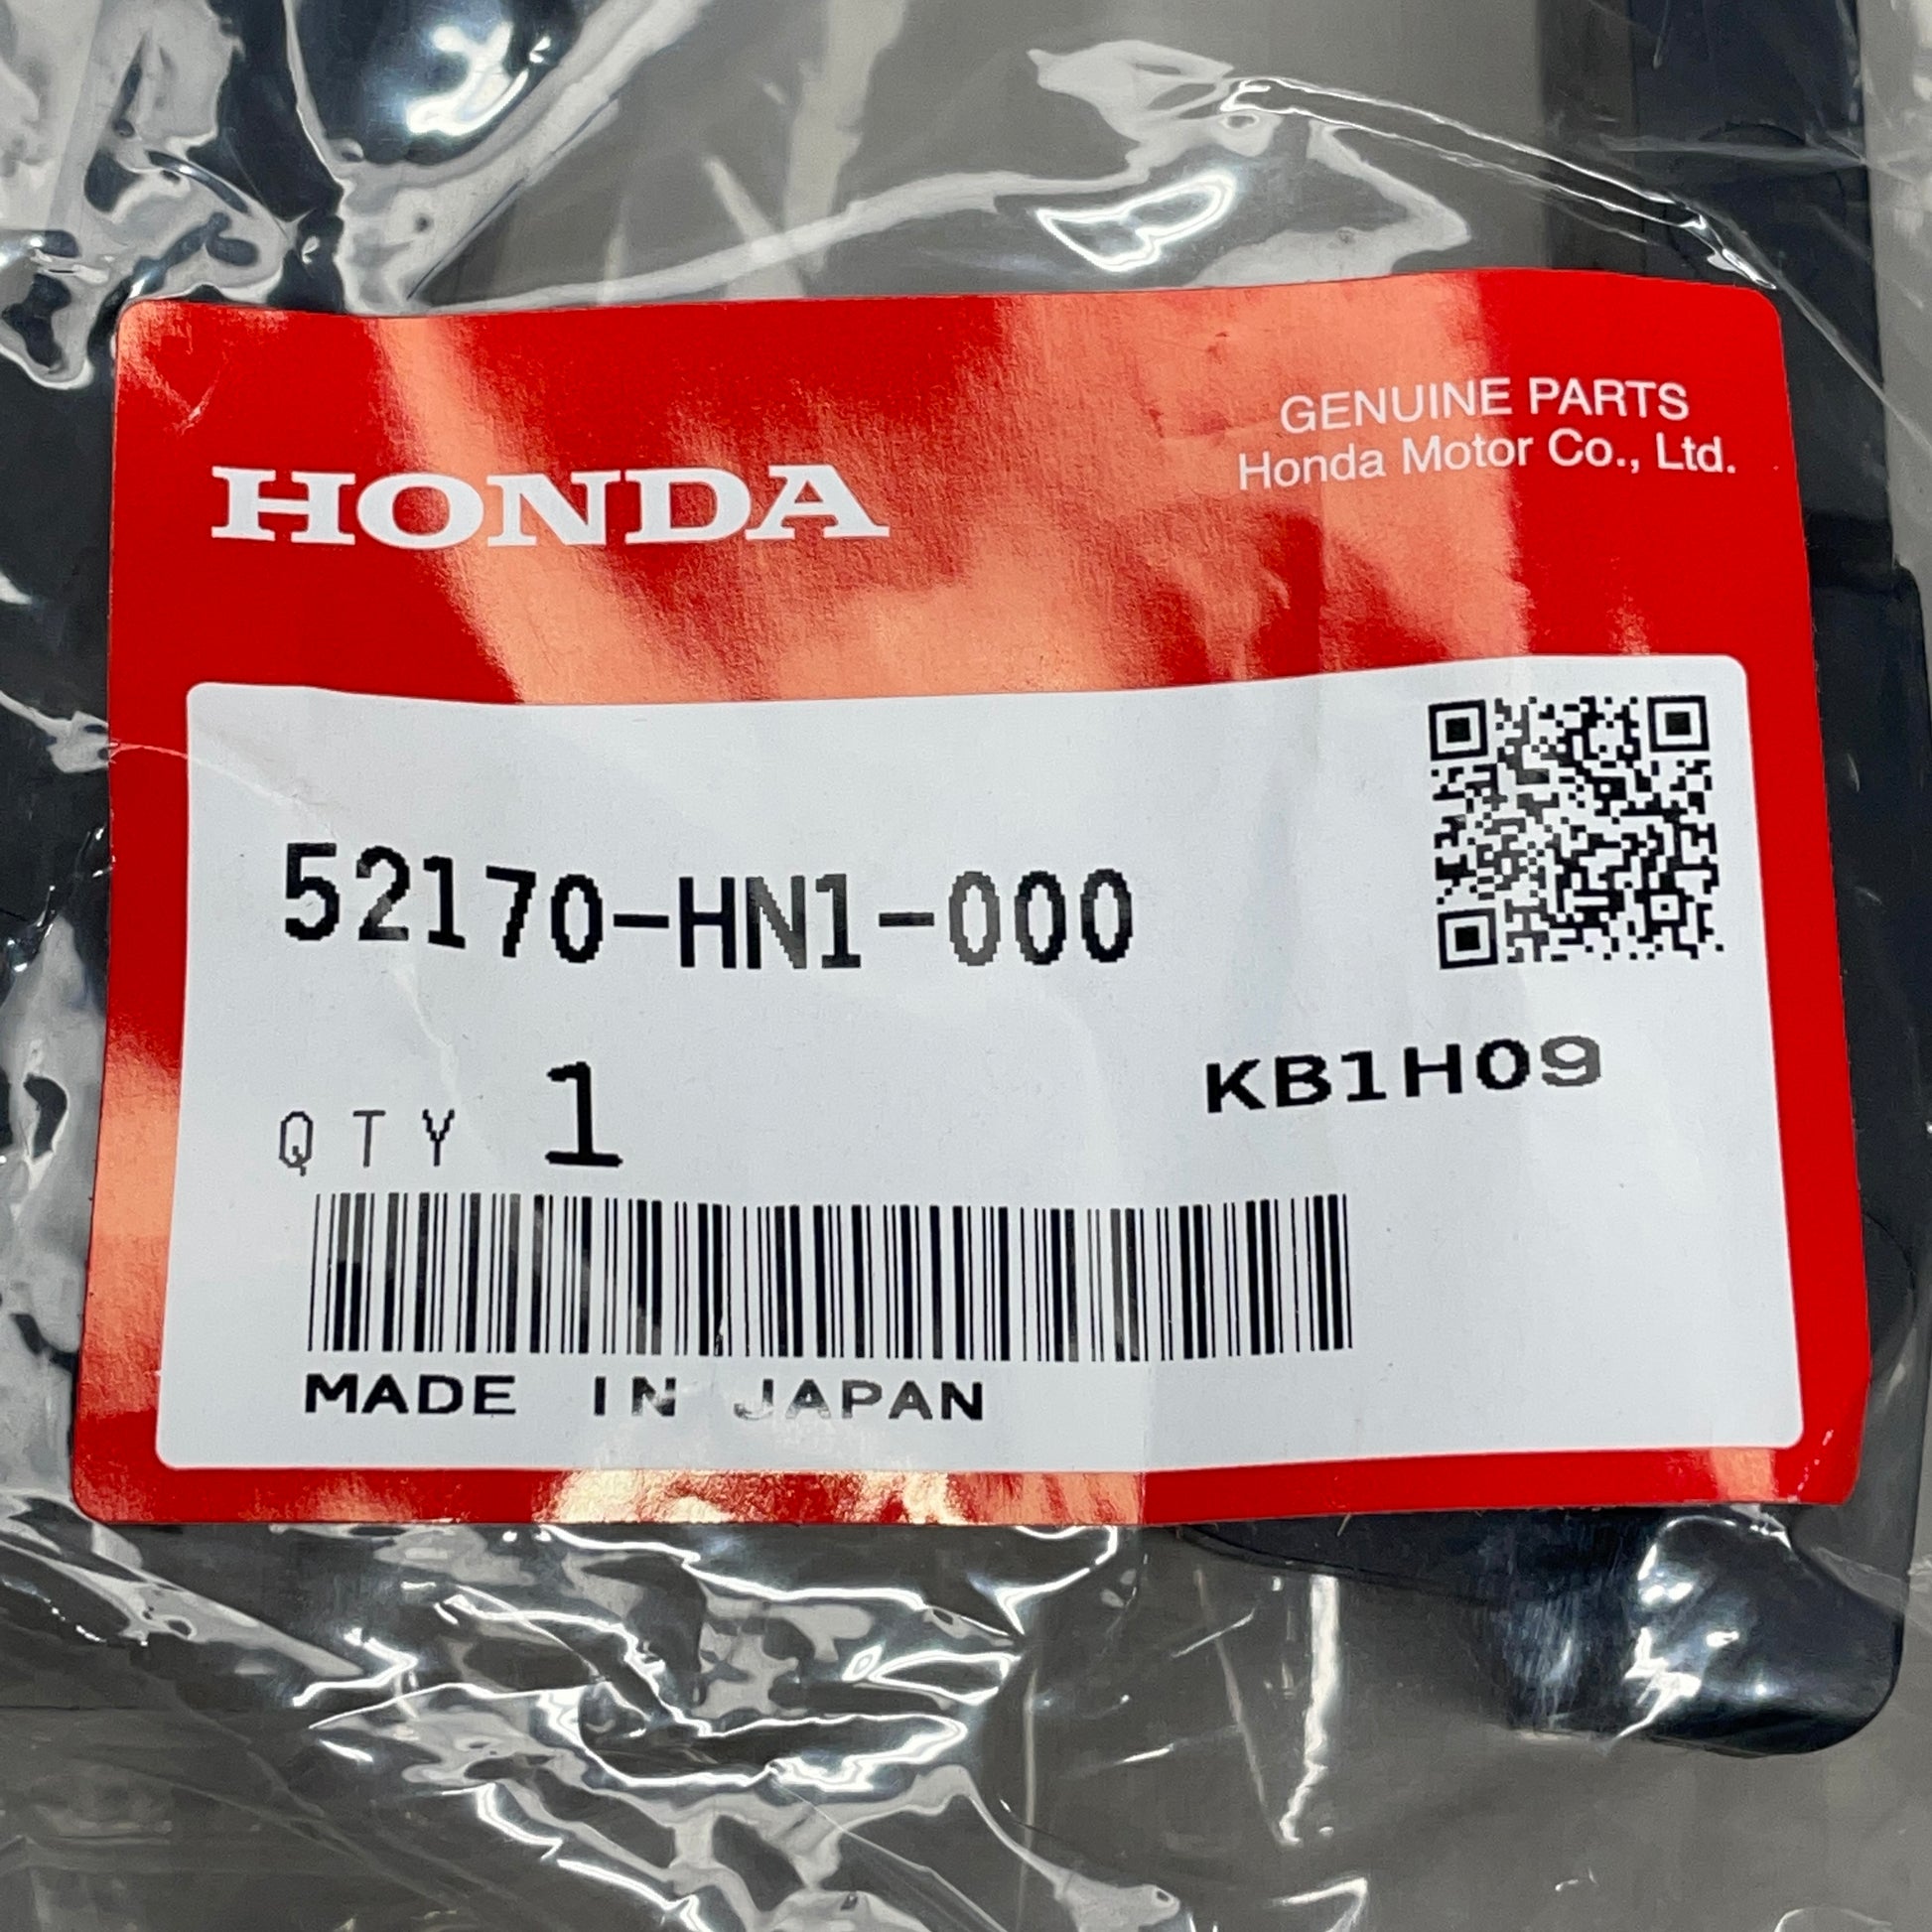 HONDA
GENUINE PARTS
Honda Motor Co., Ltd.
52170-HN1-000
QTY 1
KB1H09
MADE IN JAPAN